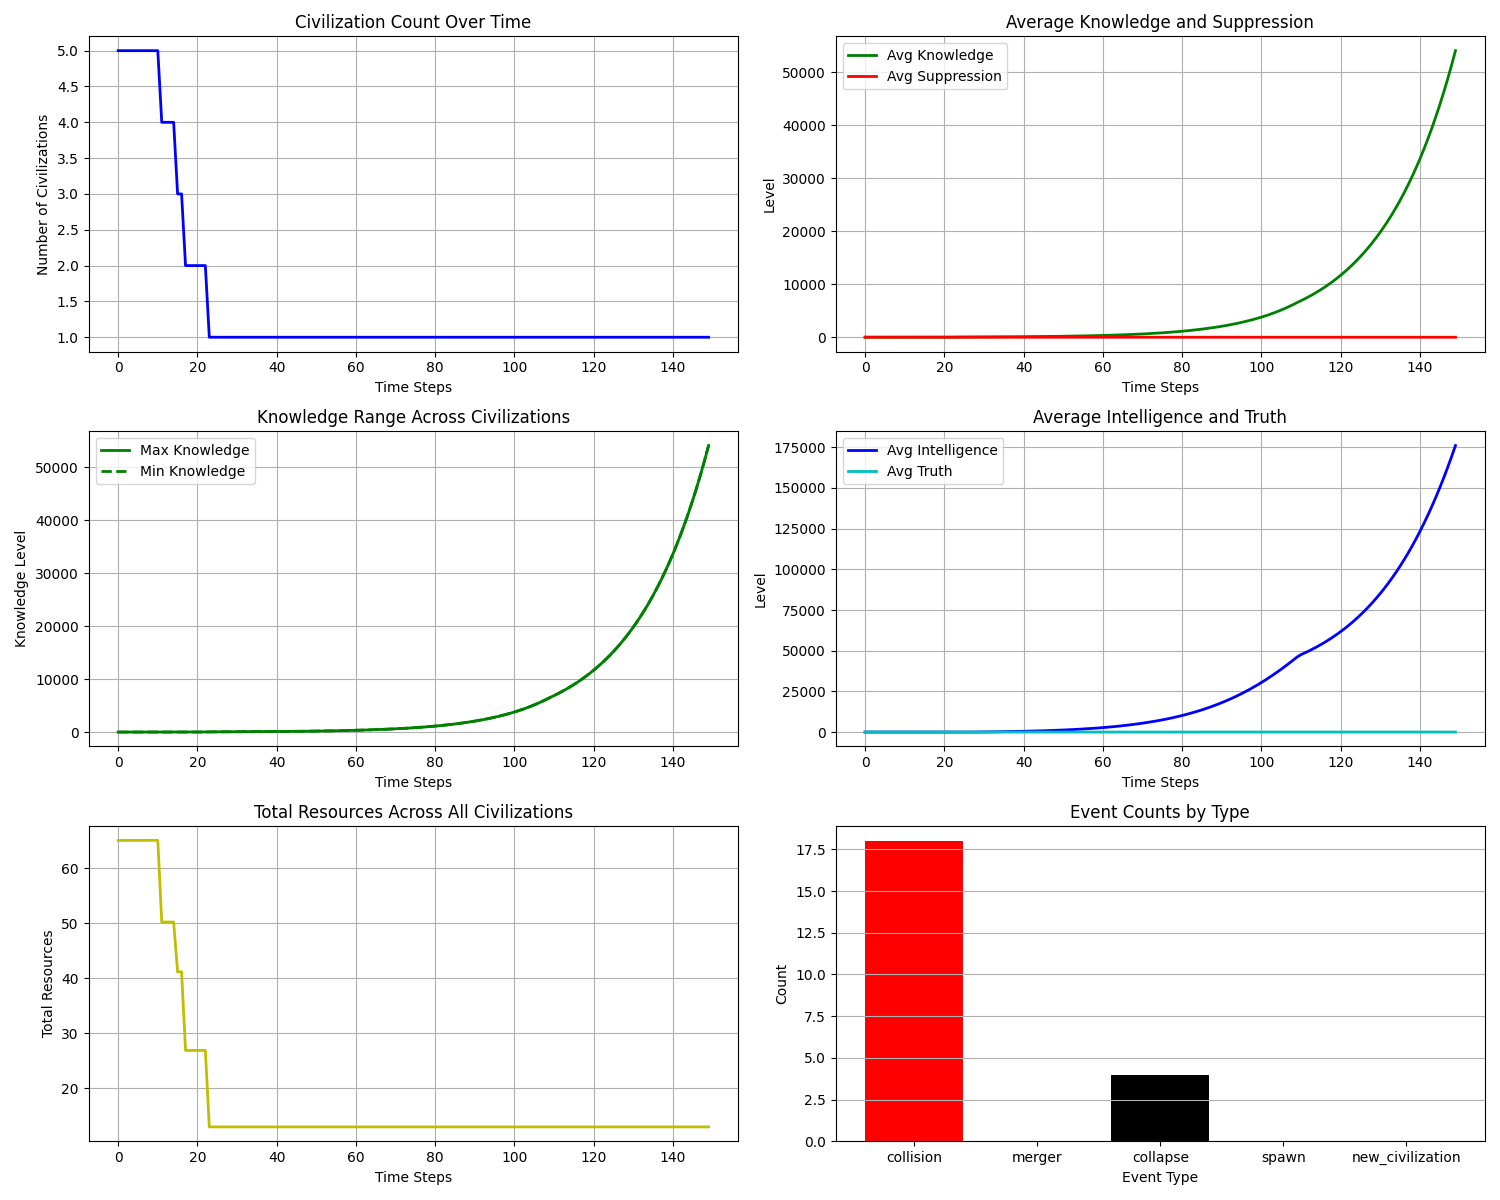 Civilization Count Over Time
Number of Civilizations
5.0
4.5
4.0
3.5
3.0
2.5
2.0
1.5
1.0
0 20 40 60 80 100 120 140
Time Steps
Average Knowledge and Suppression
Avg Knowledge
Avg Suppression
Level
50000
40000
30000
20000
10000
0
0 20 40 60 80 100 120 140
Time Steps
Knowledge Range Across Civilizations
Max Knowledge
Min Knowledge
Knowledge Level
50000
40000
30000
20000
10000
0
0 20 40 60 80 100 120 140
Time Steps
Average Intelligence and Truth
Avg Intelligence
Avg Truth
Level
175000
150000
125000
100000
75000
50000
25000
0
0 20 40 60 80 100 120 140
Time Steps
Total Resources Across All Civilizations
Total Resources
60
50
40
30
20
0 20 40 60 80 100 120 140
Time Steps
Event Counts by Type
Count
17.5
15.0
12.5
10.0
7.5
5.0
2.5
0.0
collision merger collapse spawn new_civilization
Event Type